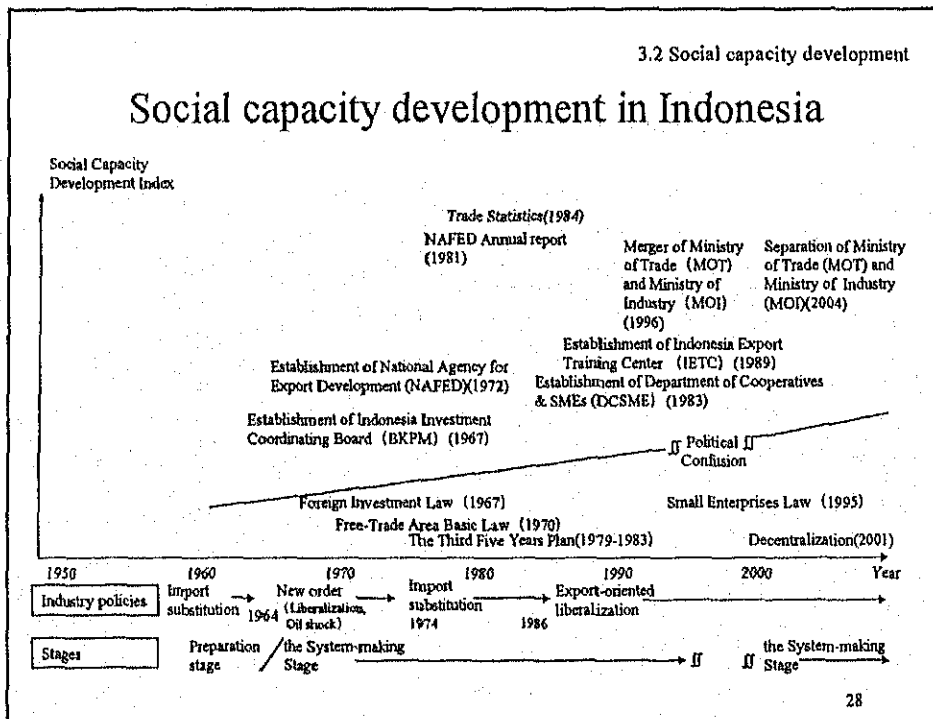 3.2 Social capacity development
Social capacity development in Indonesia
Social Capacity
Development Index
Trade Statistics(1984)
NAFED Annual report
(1981)
Merger of Ministry
of Trade (MOT)
and Ministry of
Industry (MOI)
(1996)
Separation of Ministry
of Trade (MOT) and
Ministry of Industry
(MOI)(2004)
Establishment of Indonesia Export
Training Center (IETC) (1989)
Establishment of National Agency for
Export Development (NAFED)(1972)
Establishment of Department of Cooperatives
& SMEs (DCSME) (1983)
Establishment of Indonesia Investment
Coordinating Board (BKPM) (1967)
∬ Political ∬
Confusion
Foreign Investment Law (1967)
Small Enterprises Law (1995)
Free-Trade Area Basic Law (1970)
The Third Five Years Plan(1979-1983)
Decentralization(2001)
1950 1960 1970 1980 1990 2000 Year
Industry policies
Import
substitution
1964
New order
(Liberalization,
Oil shock)
Import
substitution
1974
1986
Export-oriented
liberalization
Stages
Preparation
stage
the System-making
Stage
∬ ∬
the System-making
Stage
28